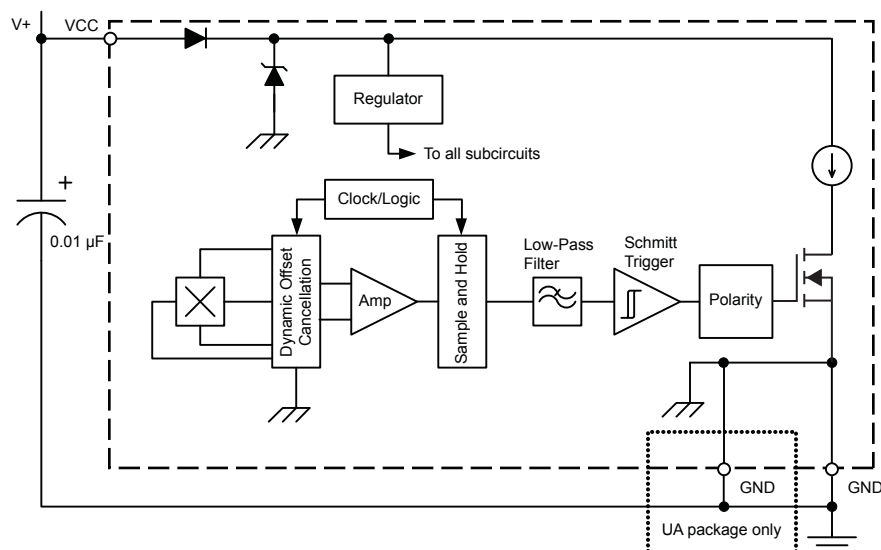 V+
VCC
Regulator
To all subcircuits
Clock/Logic
+
0.01 µF
Dynamic Offset
Cancellation
Amp
Sample and Hold
Low-Pass
Filter
Schmitt
Trigger
Polarity
GND
GND
UA package only